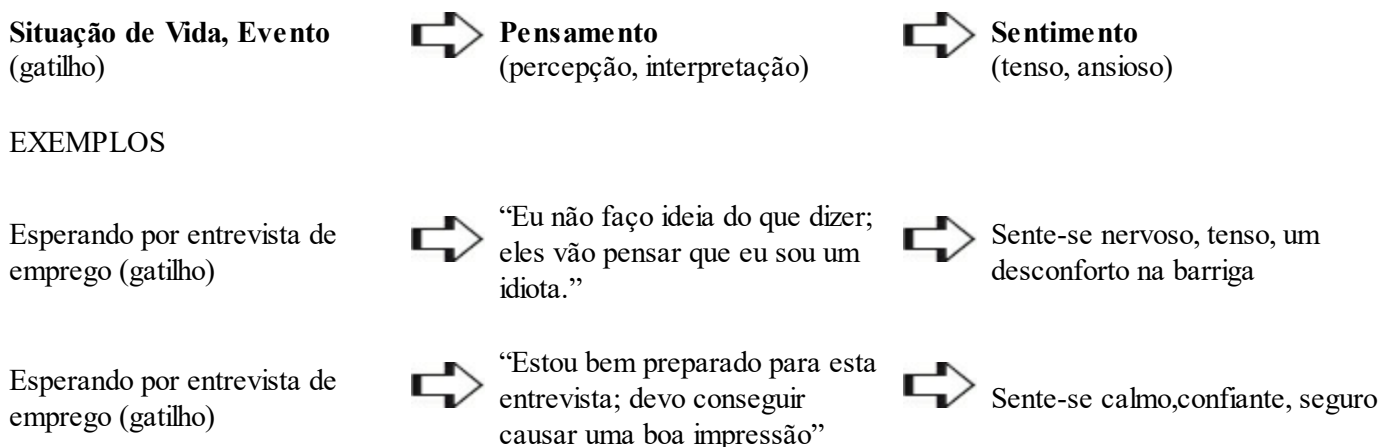 Situação de Vida, Evento
(gatilho)
Pensamento
(percepção, interpretação)
Sentimento
(tenso, ansioso)
EXEMPLOS
Esperando por entrevista de
emprego (gatilho)
“Eu não faço ideia do que dizer;
eles vão pensar que eu sou um
idiota.”
Sente-se nervoso, tenso, um
desconforto na barriga
Esperando por entrevista de
emprego (gatilho)
“Estou bem preparado para esta
entrevista; devo conseguir
causar uma boa impressão”
Sente-se calmo,confiante, seguro